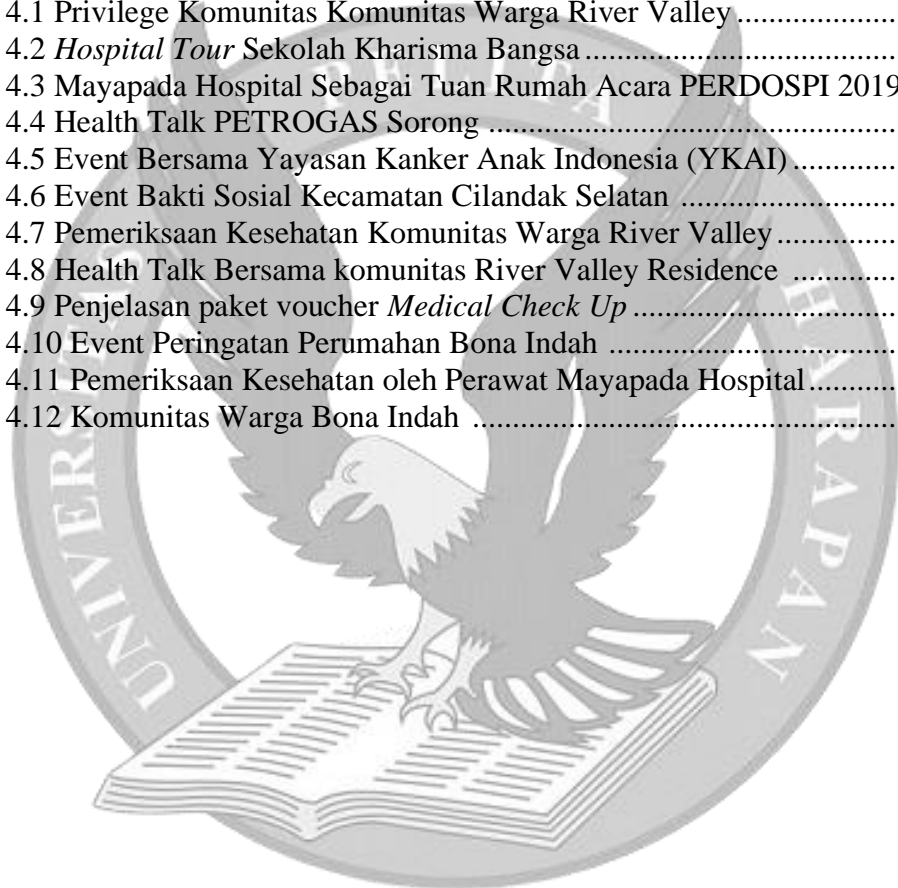 4.1 Privilege Komunitas Komunitas Warga River Valley....................
4.2 Hospital Tour Sekolah Kharisma Bangsa....................................
4.3 Mayapada Hospital Sebagai Tuan Rumah Acara PERDOSPI 2019
4.4 Health Talk PETROGAS Sorong ...............................................
4.5 Event Bersama Yayasan Kanker Anak Indonesia (YKAI).............
4.6 Event Bakti Sosial Kecamatan Cilandak Selatan .........................
4.7 Pemeriksaan Kesehatan Komunitas Warga River Valley...............
4.8 Health Talk Bersama komunitas River Valley Residence .............
4.9 Penjelasan paket voucher Medical Check Up..............................
4.10 Event Peringatan Perumahan Bona Indah .................................
4.11 Pemeriksaan Kesehatan oleh Perawat Mayapada Hospital...........
4.12 Komunitas Warga Bona Indah .................................................
UNIVERSITAS PELITA HARAPAN